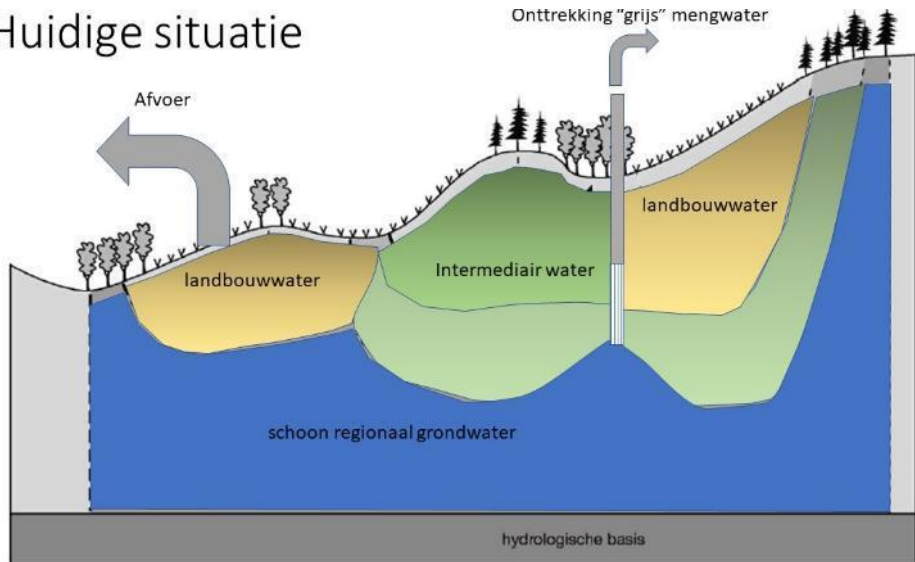 Huidige situatie
Onttrekking "grijs" mengwater
Afvoer
landbouwwater
landbouwwater
Intermediair water
schoon regionaal grondwater
hydrologische basis